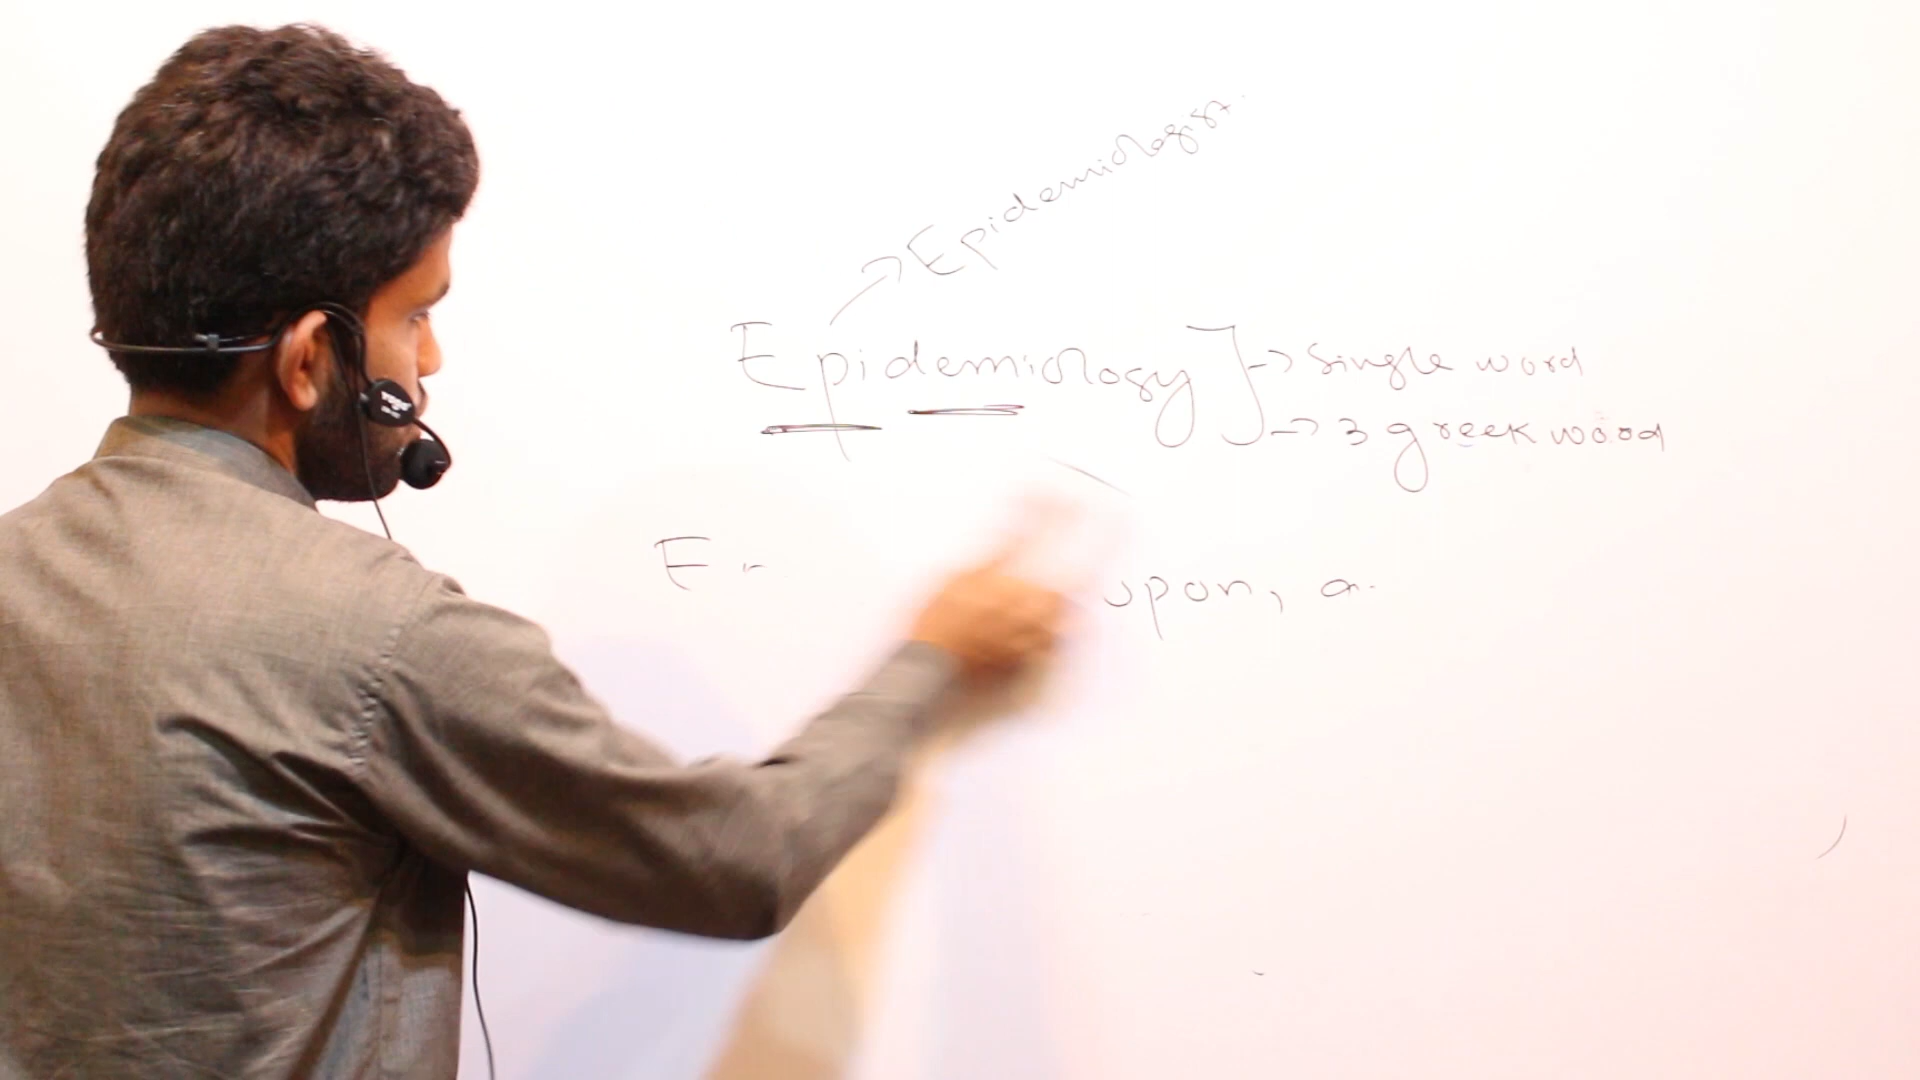 Epidemiologist.
Epidemiology → single word
→ 3 greek word
E upon, a